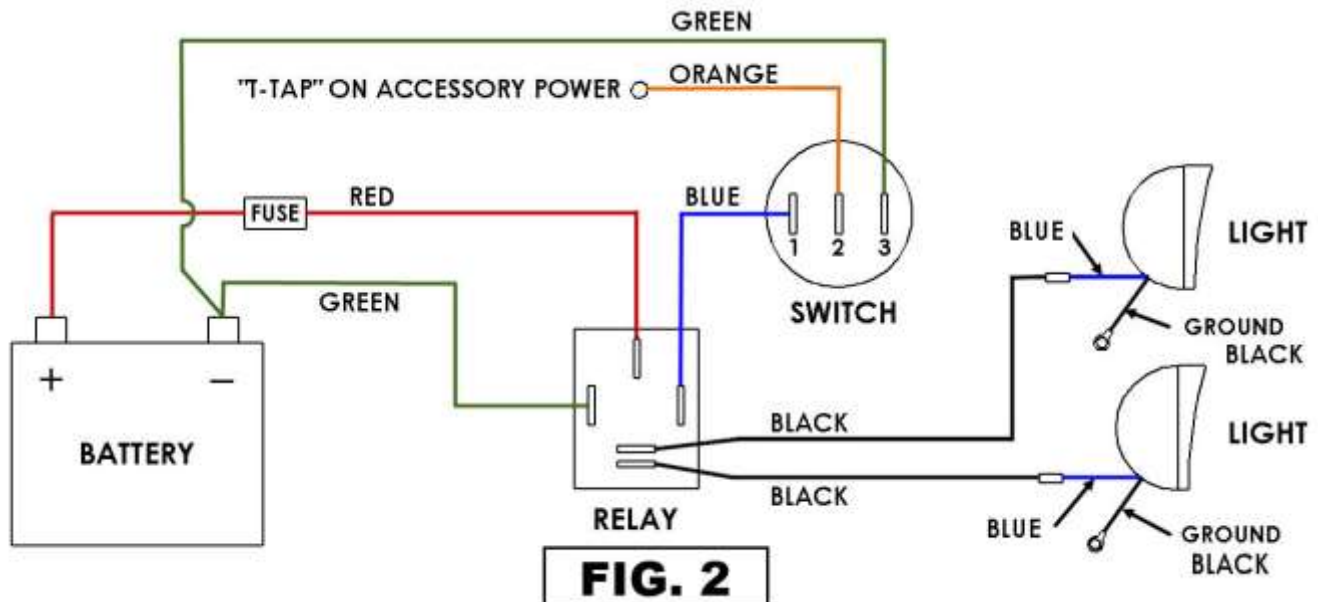 GREEN
"T-TAP" ON ACCESSORY POWER
ORANGE
FUSE
RED
BLUE
1 2 3
SWITCH
BLUE
LIGHT
GROUND
BLACK
GREEN
+ −
BATTERY
BLACK
BLACK
RELAY
LIGHT
BLUE
GROUND
BLACK
FIG. 2